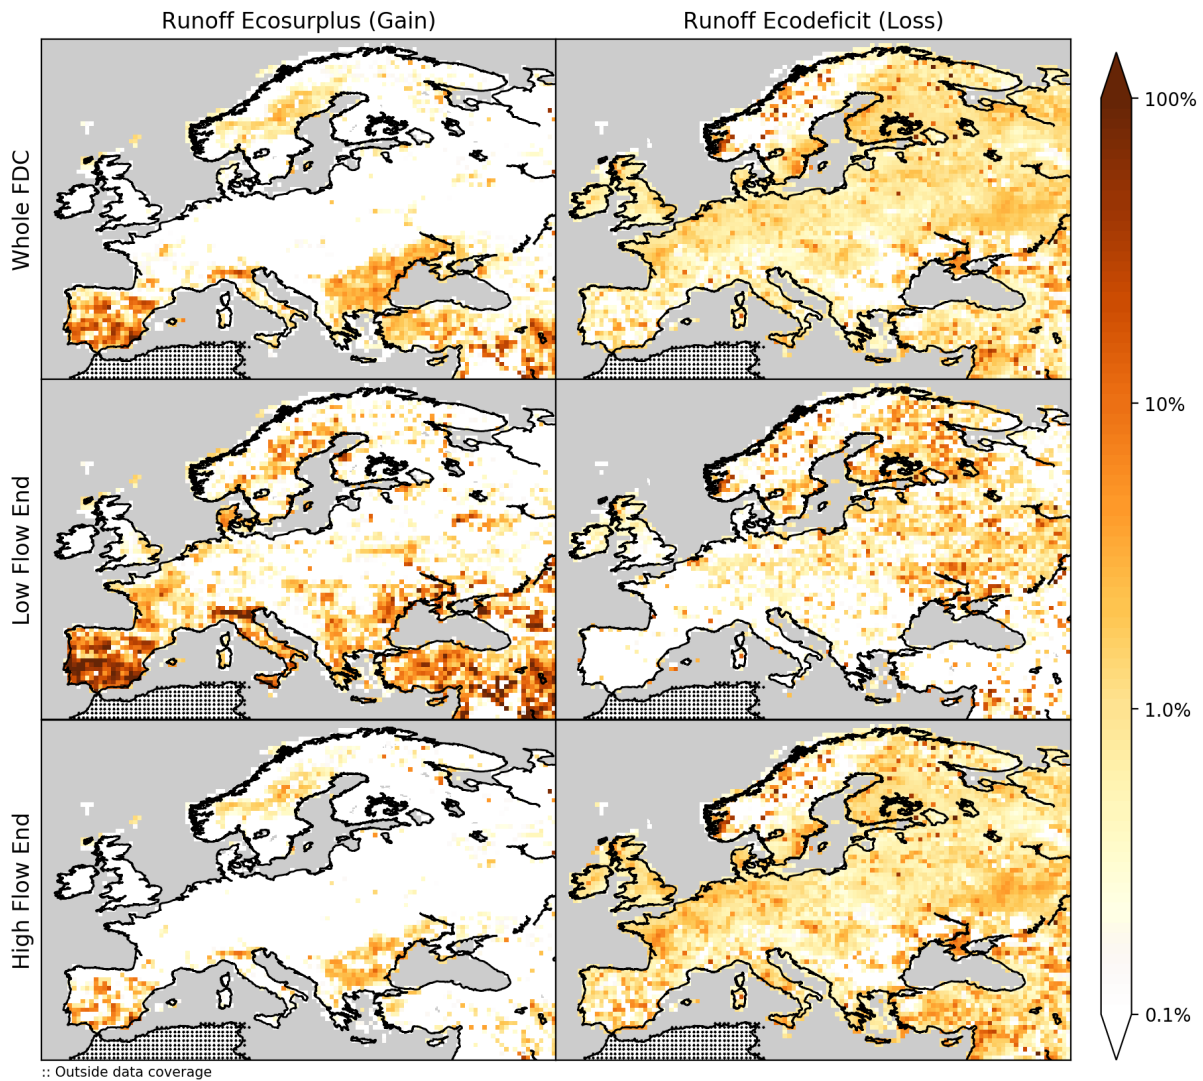 Runoff Ecosurplus (Gain)
Runoff Ecodeficit (Loss)
Whole FDC
Low Flow End
High Flow End
100%
10%
1.0%
0.1%
:: Outside data coverage